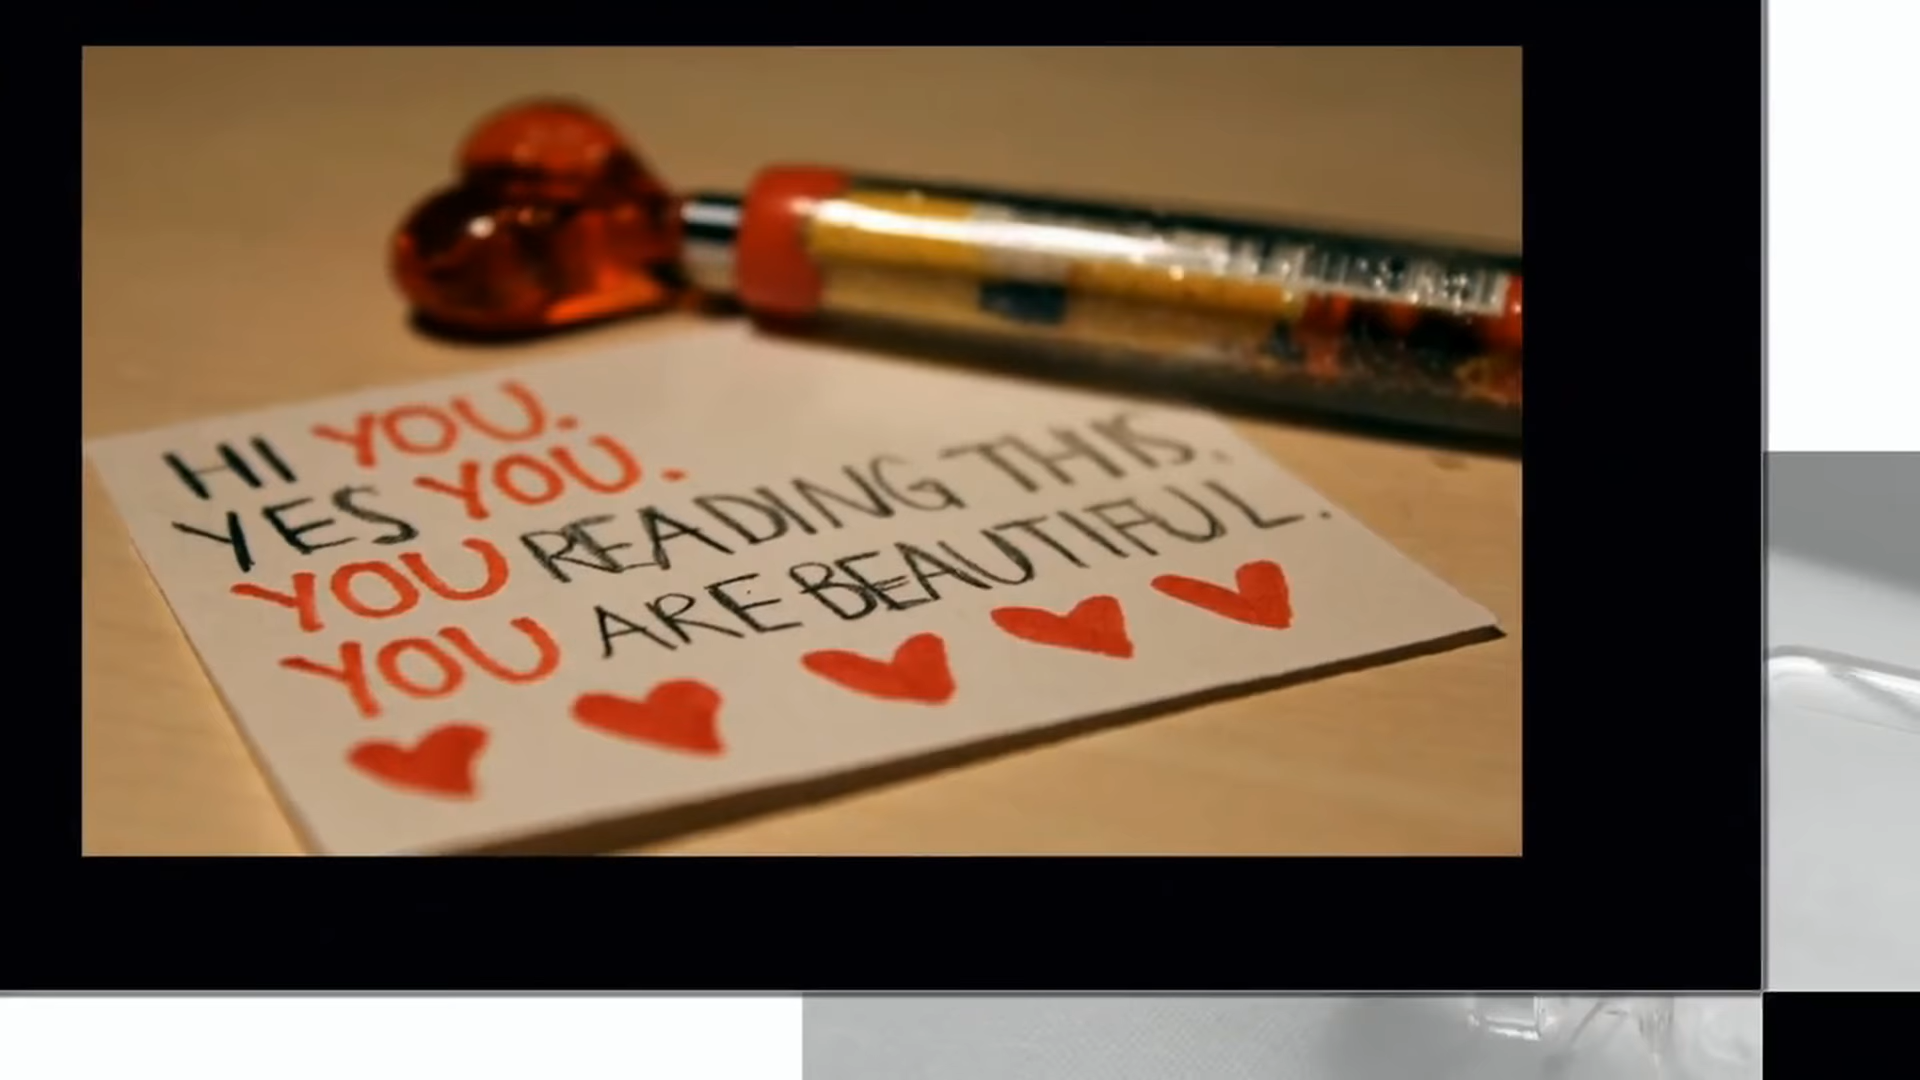 HI YOU.
YES YOU.
YOU READING THIS.
YOU ARE BEAUTIFUL.